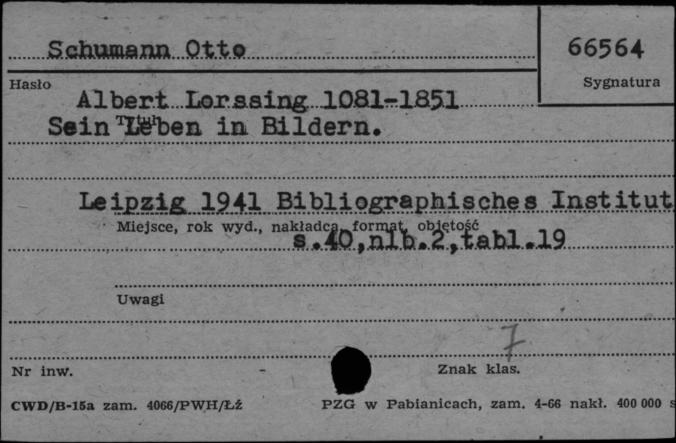 Schumann Otto
66564
Hasło
Sygnatura
Albert Lorssing 1081-1851
Tytuł
Sein Leben in Bildern.
Leipzig 1941 Bibliographisches Institut
Miejsce, rok wyd., nakładca, format, objętość
s.40,nlb.2,tabl.19
Uwagi
7
Nr inw.
Znak klas.
CWD/B-15a zam. 4066/PWH/Łź
PZG w Pabianicach, zam. 4-66 nakł. 400 000 s